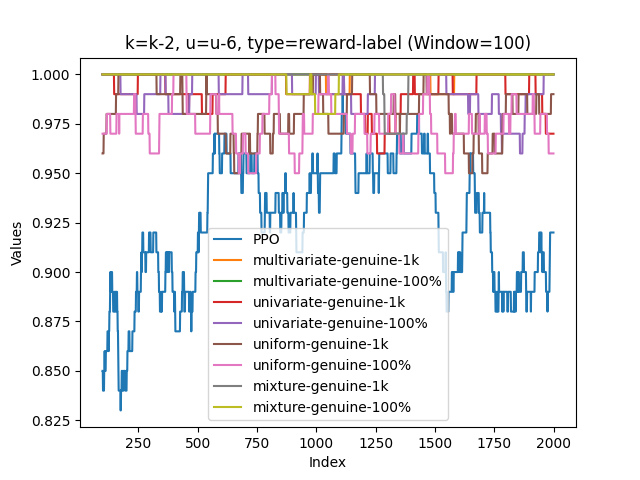 k=k-2, u=u-6, type=reward-label (Window=100)
Values
1.000
0.975
0.950
0.925
0.900
0.875
0.850
0.825
PPO
multivariate-genuine-1k
multivariate-genuine-100%
univariate-genuine-1k
univariate-genuine-100%
uniform-genuine-1k
uniform-genuine-100%
mixture-genuine-1k
mixture-genuine-100%
250 500 750 1000 1250 1500 1750 2000
Index